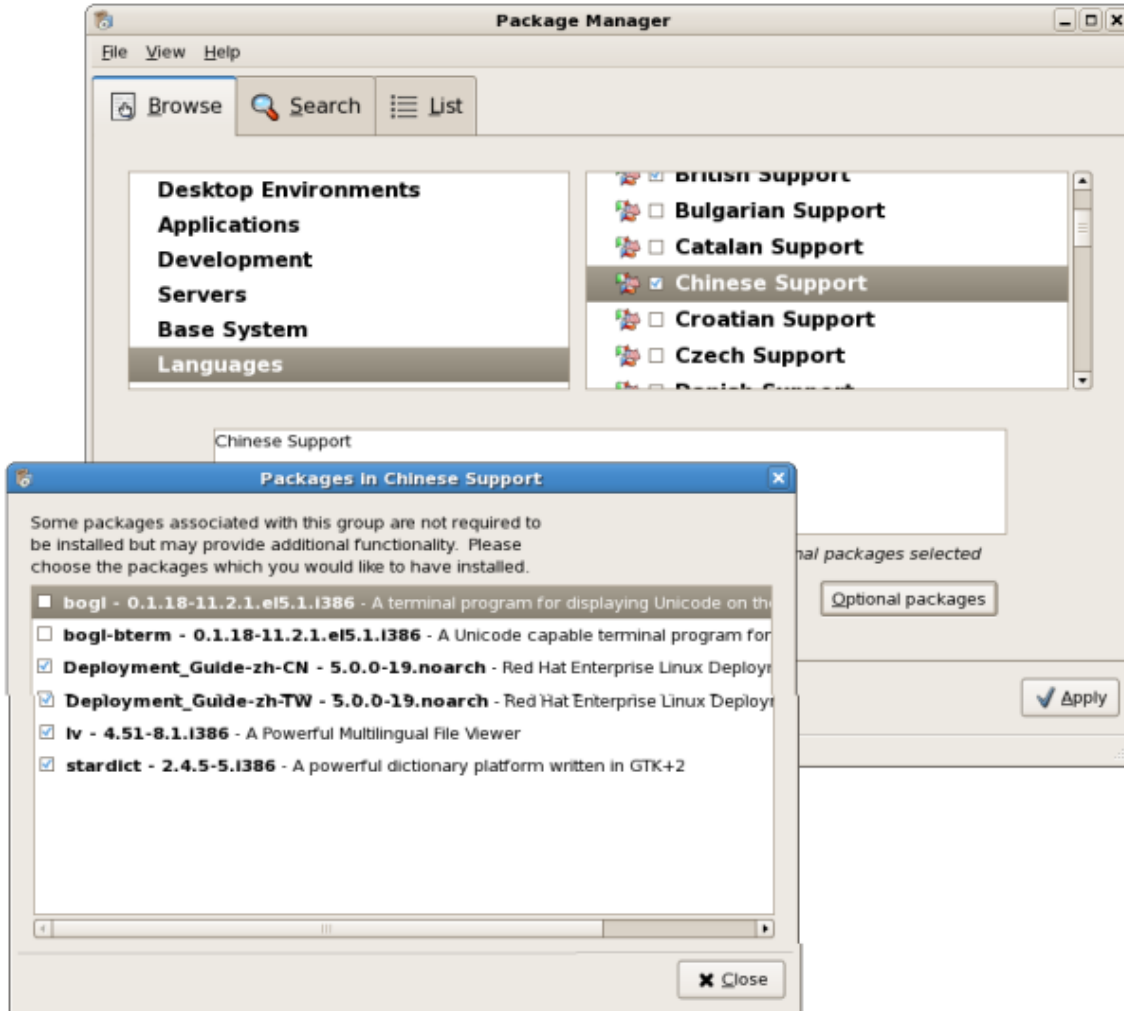 Package Manager
File View Help
Browse Search List
Desktop Environments
Applications
Development
Servers
Base System
Languages
British Support
Bulgarian Support
Catalan Support
Chinese Support
Croatian Support
Czech Support
Danish Support
Chinese Support
nal packages selected
Optional packages
Apply
Packages in Chinese Support
Some packages associated with this group are not required to
be installed but may provide additional functionality. Please
choose the packages which you would like to have installed.
bogl - 0.1.18-11.2.1.el5.1.i386 - A terminal program for displaying Unicode on the
bogl-bterm - 0.1.18-11.2.1.el5.1.i386 - A Unicode capable terminal program for
Deployment_Guide-zh-CN - 5.0.0-19.noarch - Red Hat Enterprise Linux Deploy
Deployment_Guide-zh-TW - 5.0.0-19.noarch - Red Hat Enterprise Linux Deploy
lv - 4.51-8.1.i386 - A Powerful Multilingual File Viewer
stardict - 2.4.5-5.i386 - A powerful dictionary platform written in GTK+2
Close